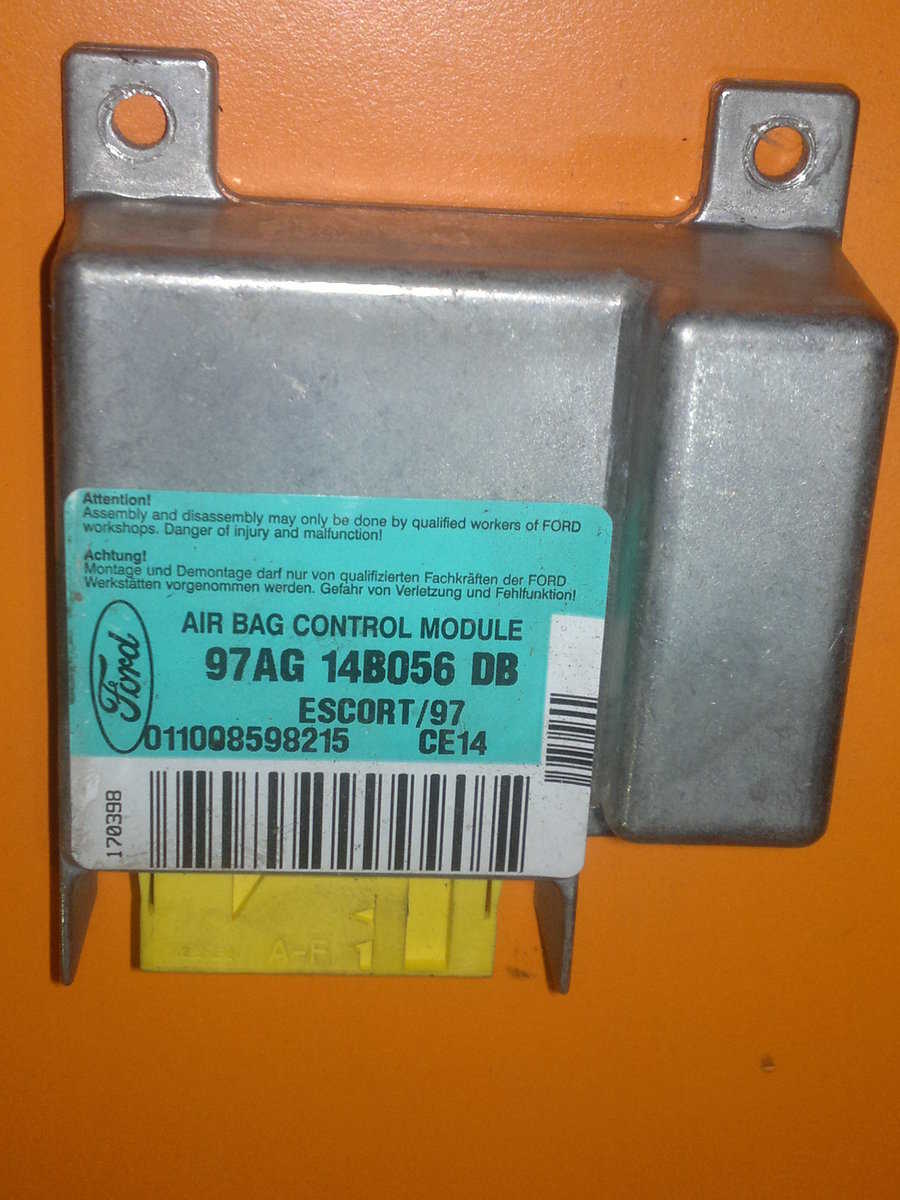 Attention!
Assembly and disassembly may only be done by qualified workers of FORD
workshops. Danger of injury and malfunction!
Achtung!
Montage und Demontage darf nur von qualifizierten Fachkräften der FORD
Werkstätten vorgenommen werden. Gefahr von Verletzung und Fehlfunktion!
AIR BAG CONTROL MODULE
Ford
97AG 14B056 DB
ESCORT/97
011008598215 CE14
170398
A-F 1